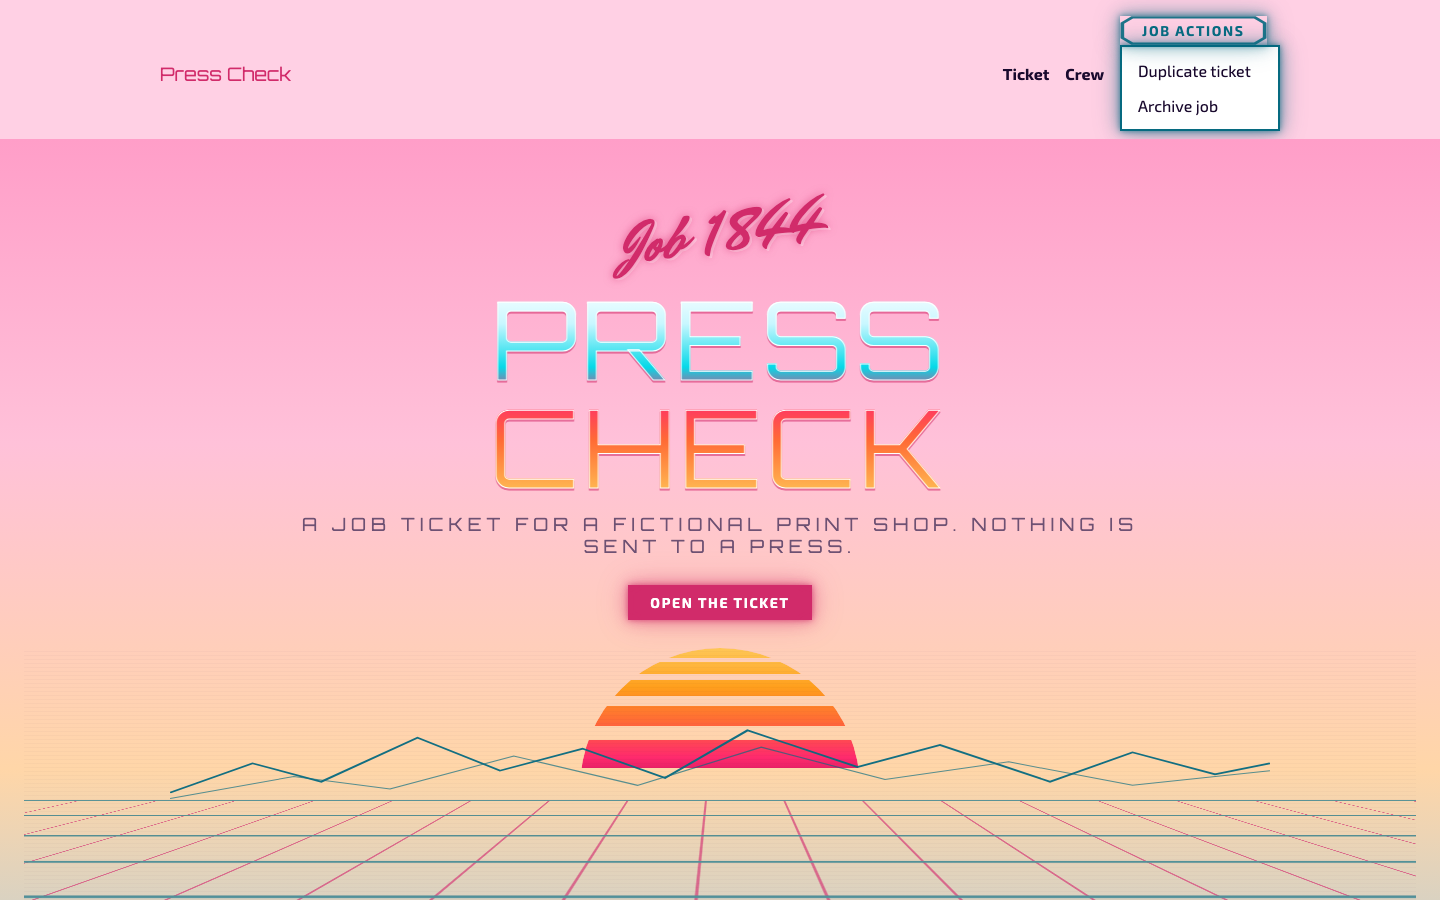 Press Check
Ticket
Crew
JOB ACTIONS
Duplicate ticket
Archive job
Job 1844
PRESS
CHECK
A JOB TICKET FOR A FICTIONAL PRINT SHOP. NOTHING IS
SENT TO A PRESS.
OPEN THE TICKET